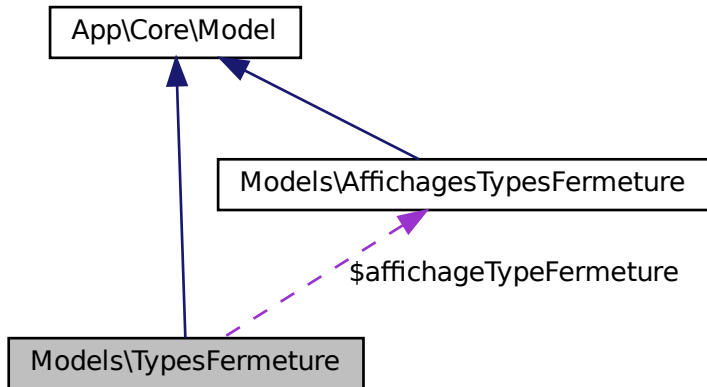 App\Core\Model
Models\AffichagesTypesFermeture
$affichageTypeFermeture
Models\TypesFermeture